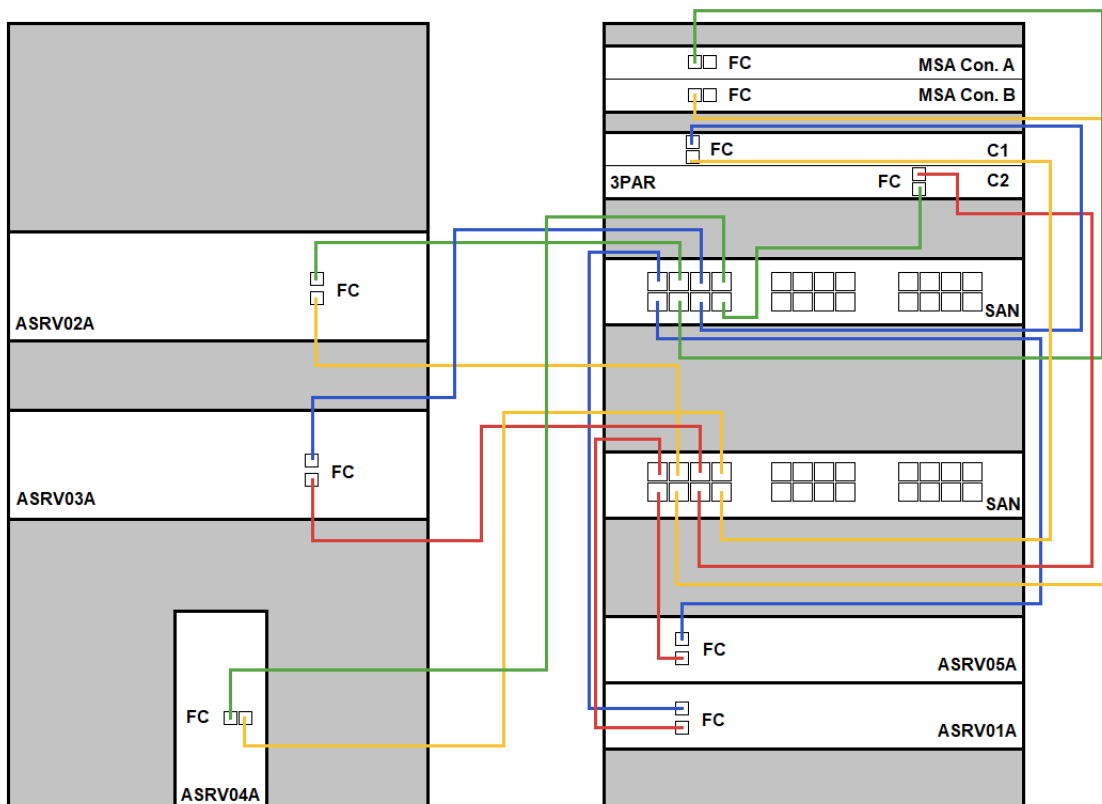 FC
MSA Con. A
FC
MSA Con. B
FC
C1
3PAR
FC
C2
FC
ASRV02A
SAN
FC
ASRV03A
SAN
FC
ASRV05A
FC
ASRV01A
FC
ASRV04A